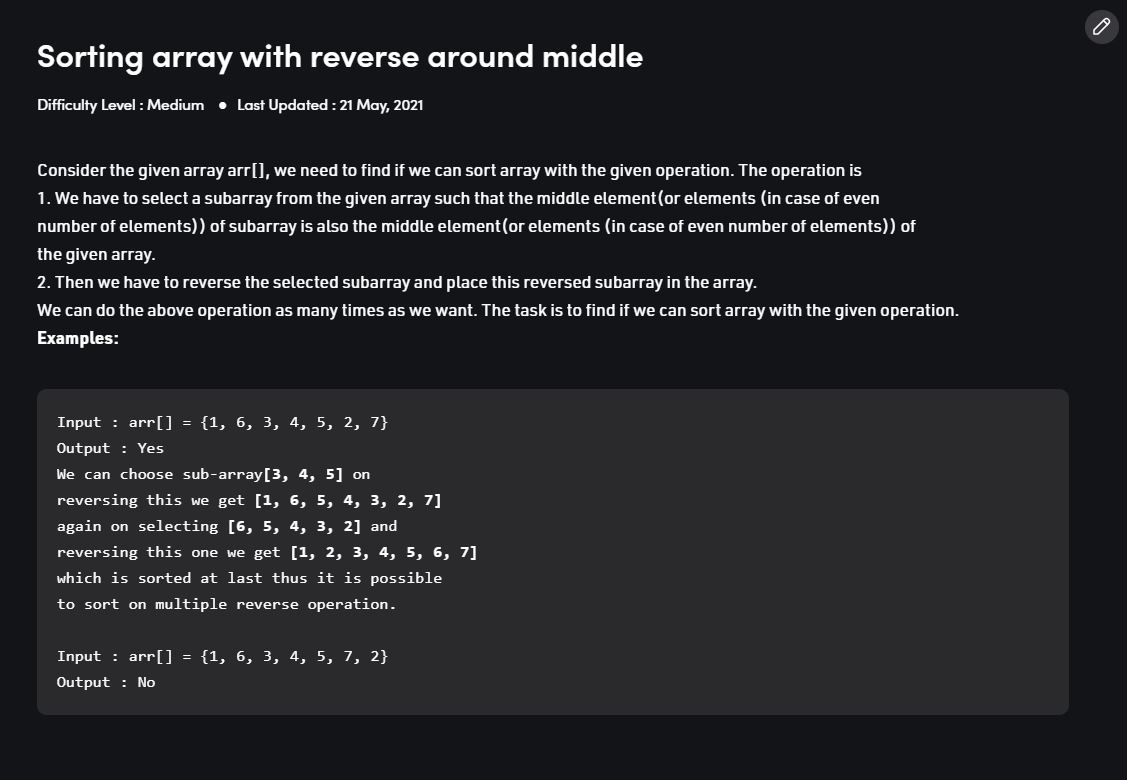 Sorting array with reverse around middle
Difficulty Level : Medium ● Last Updated : 21 May, 2021
Consider the given array arr[], we need to find if we can sort array with the given operation. The operation is
1. We have to select a subarray from the given array such that the middle element(or elements (in case of even
number of elements)) of subarray is also the middle element(or elements (in case of even number of elements)) of
the given array.
2. Then we have to reverse the selected subarray and place this reversed subarray in the array.
We can do the above operation as many times as we want. The task is to find if we can sort array with the given operation.
Examples:
Input : arr[] = {1, 6, 3, 4, 5, 2, 7}
Output : Yes
We can choose sub-array[3, 4, 5] on
reversing this we get [1, 6, 5, 4, 3, 2, 7]
again on selecting [6, 5, 4, 3, 2] and
reversing this one we get [1, 2, 3, 4, 5, 6, 7]
which is sorted at last thus it is possible
to sort on multiple reverse operation.
Input : arr[] = {1, 6, 3, 4, 5, 7, 2}
Output : No